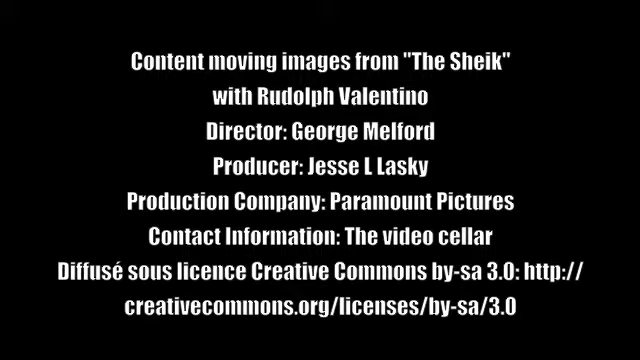 Content moving images from "The Sheik"
with Rudolph Valentino
Director: George Melford
Producer: Jesse L Lasky
Production Company: Paramount Pictures
Contact Information: The video cellar
Diffusé sous licence Creative Commons by-sa 3.0: http://
creativecommons.org/licenses/by-sa/3.0